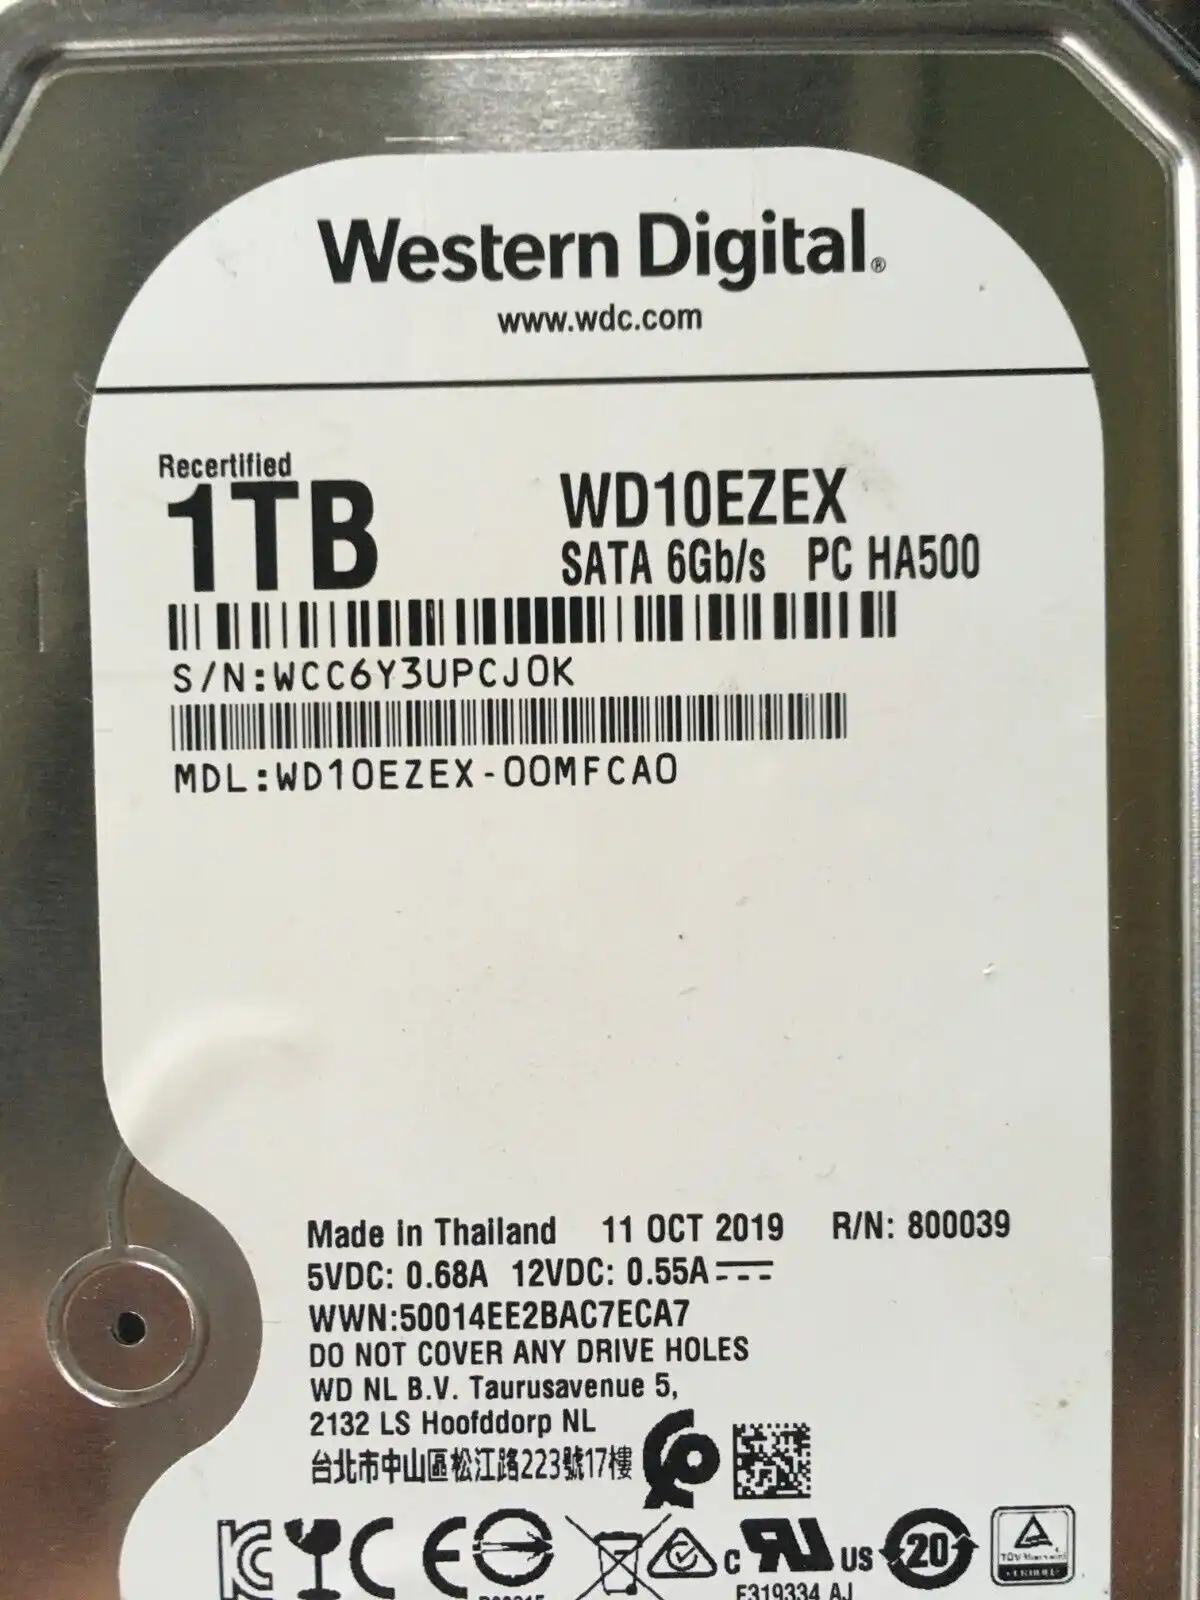 Western Digital®
www.wdc.com
Recertified
1TB
WD10EZEX
SATA 6Gb/s PC HA500
S/N:WCC6Y3UPCJ0K
MDL:WD10EZEX-00MFCA0
Made in Thailand 11 OCT 2019 R/N: 800039
5VDC: 0.68A 12VDC: 0.55A
WWN:50014EE2BAC7ECA7
DO NOT COVER ANY DRIVE HOLES
WD NL B.V. Taurusavenue 5,
2132 LS Hoofddorp NL
台北市中山區松江路223號17樓
C US 20
E319334 AJ